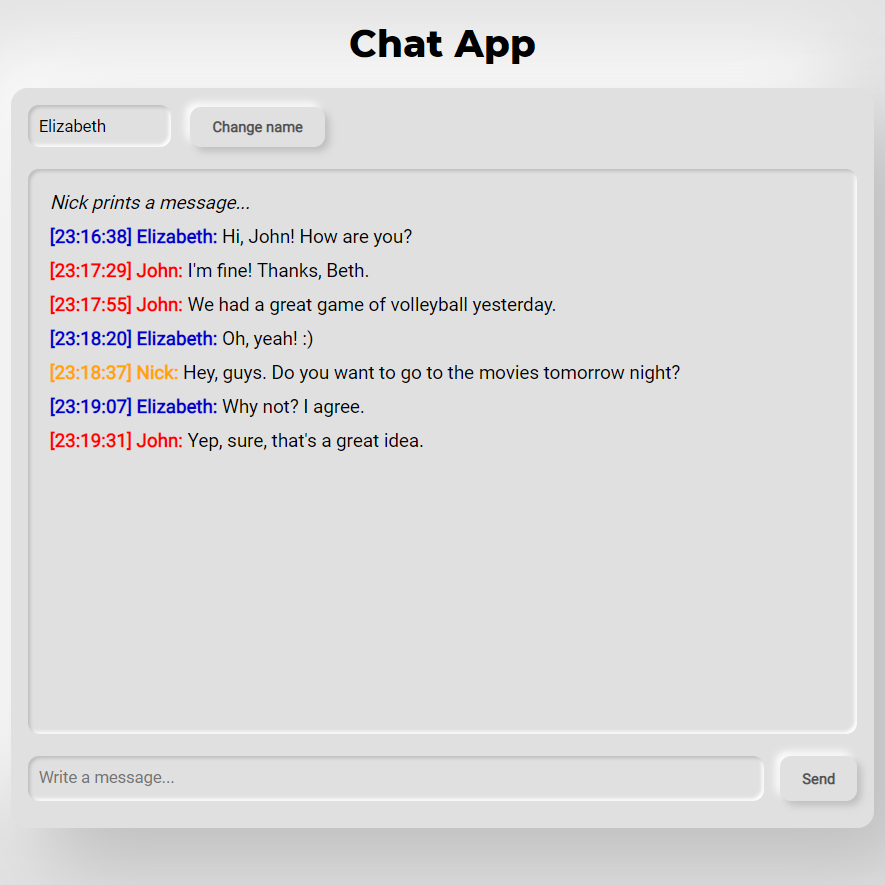 Chat App
Elizabeth Change name
Nick prints a message...
[23:16:38] Elizabeth: Hi, John! How are you?
[23:17:29] John: I'm fine! Thanks, Beth.
[23:17:55] John: We had a great game of volleyball yesterday.
[23:18:20] Elizabeth: Oh, yeah! :)
[23:18:37] Nick: Hey, guys. Do you want to go to the movies tomorrow night?
[23:19:07] Elizabeth: Why not? I agree.
[23:19:31] John: Yep, sure, that's a great idea.
Write a message... Send